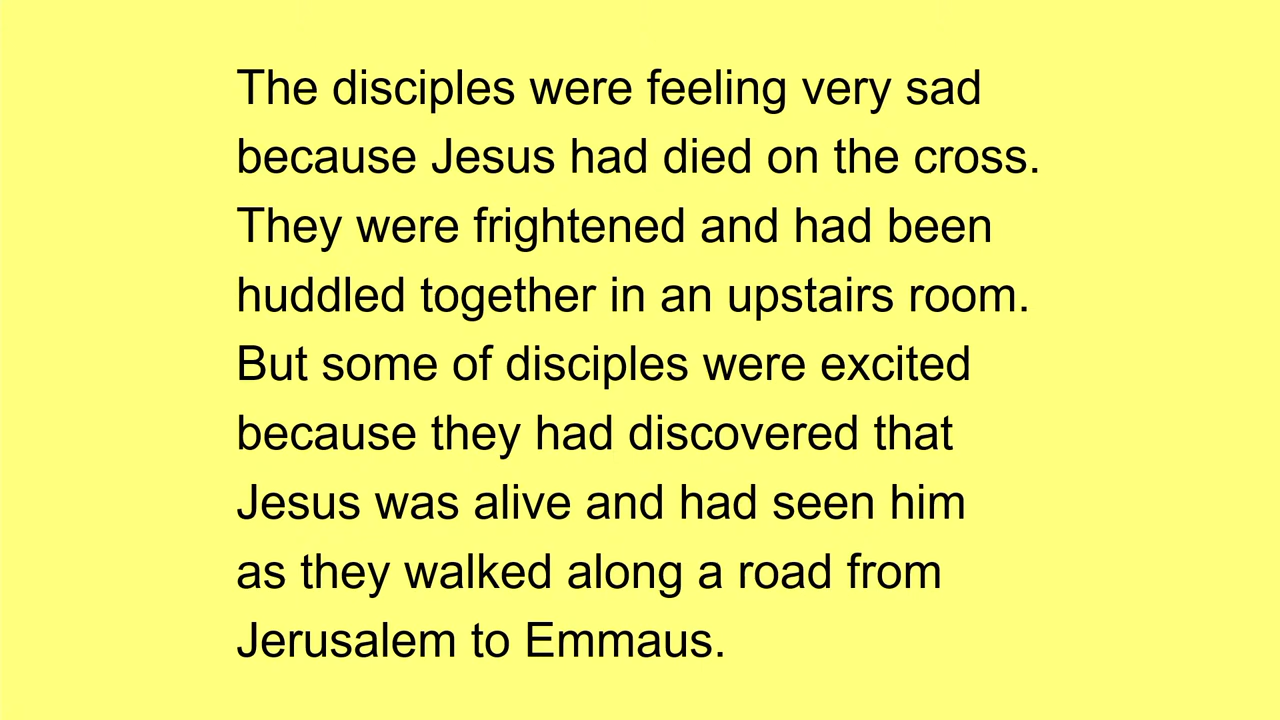 The disciples were feeling very sad
because Jesus had died on the cross.
They were frightened and had been
huddled together in an upstairs room.
But some of disciples were excited
because they had discovered that
Jesus was alive and had seen him
as they walked along a road from
Jerusalem to Emmaus.